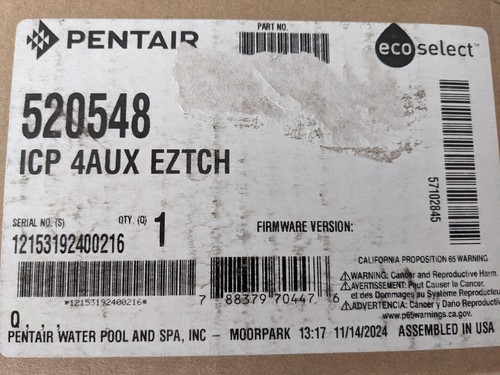 PENTAIR
PART NO.
eco select™
520548
ICP 4AUX EZTCH
57102845
SERIAL NO. (S)
QTY. (Q) 1
FIRMWARE VERSION:
12153192400216
*12153192400216*
7 88379 70447 6
CALIFORNIA PROPOSITION 65 WARNING
WARNING: Cancer and Reproductive Harm
AVERTISSEMENT: Peut Causer le Cancer,
et des Dommages au Système Reproducteu
ADVERTENCIA: Cáncer y Daño Reproductiv
www.p65warnings.ca.gov.
Q , , ,
PENTAIR WATER POOL AND SPA, INC - MOORPARK 13:17 11/14/2024 ASSEMBLED IN USA